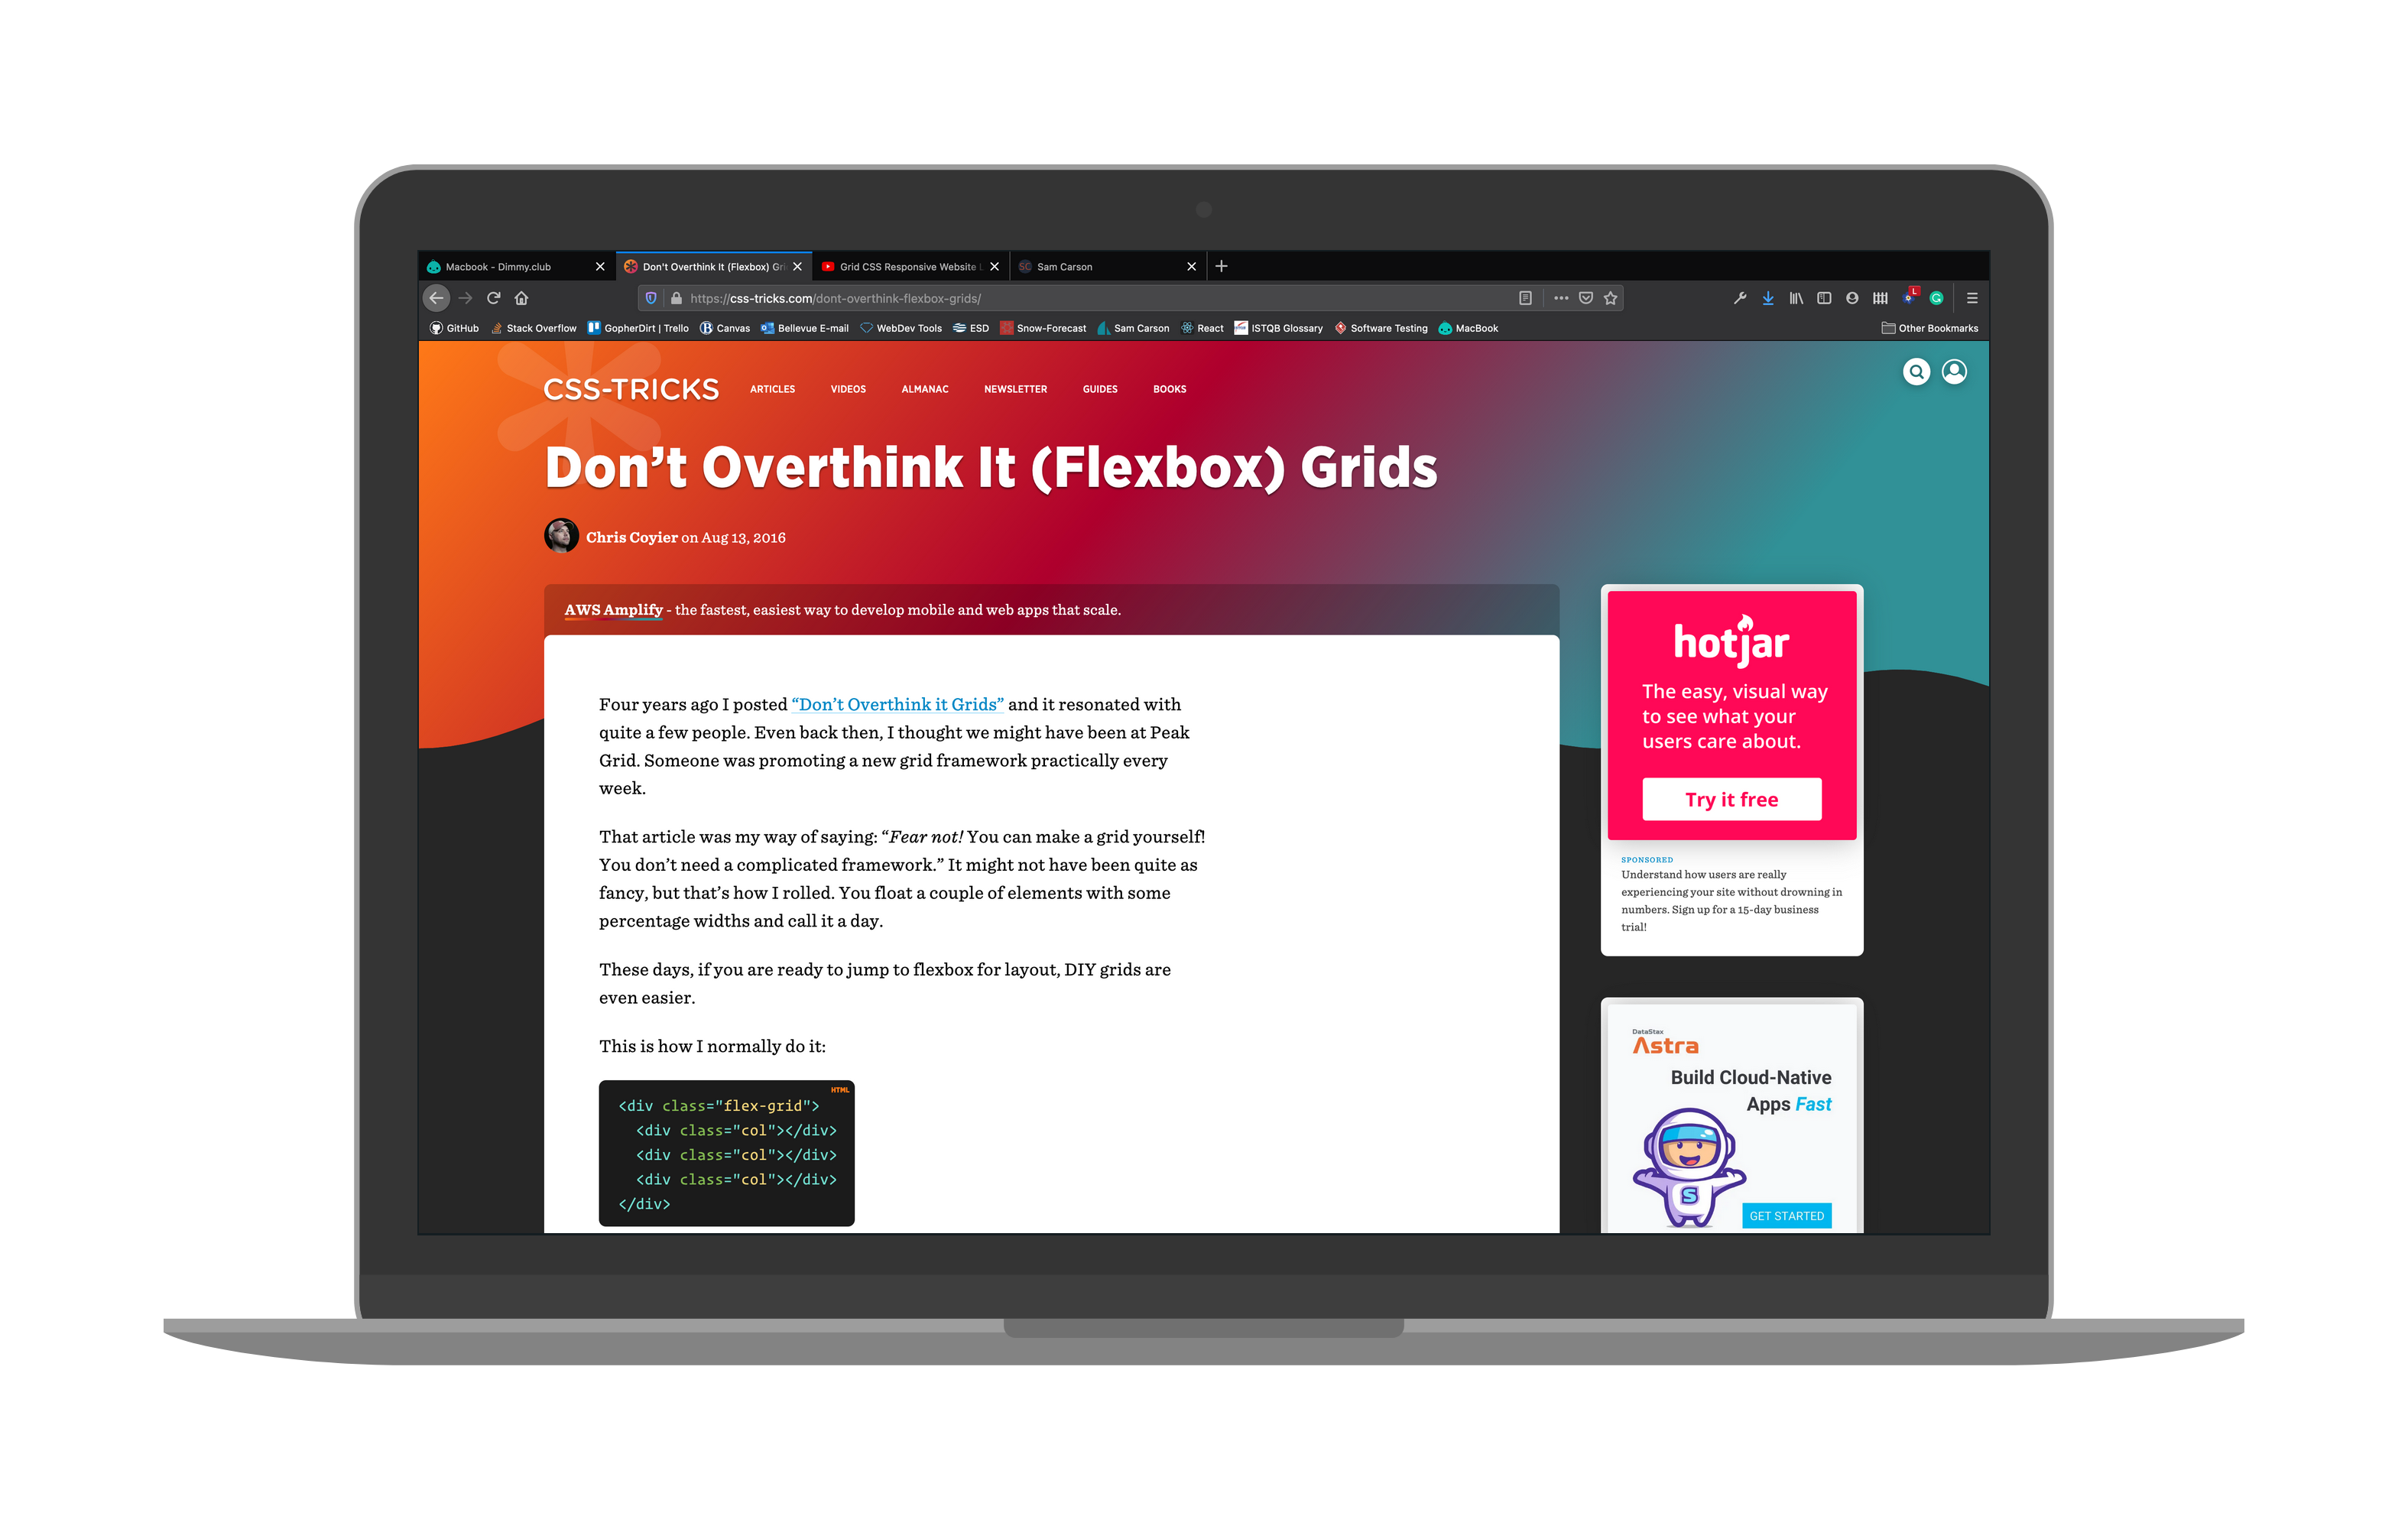 Macbook - Dimmy.club
Don't Overthink It (Flexbox) Gri
Grid CSS Responsive Website L
SC Sam Carson
https://css-tricks.com/dont-overthink-flexbox-grids/
L
GitHub Stack Overflow GopherDirt | Trello Canvas Bellevue E-mail WebDev Tools ESD Snow-Forecast Sam Carson React ISTQB Glossary Software Testing MacBook Other Bookmarks
CSS-TRICKS ARTICLES VIDEOS ALMANAC NEWSLETTER GUIDES BOOKS
Don’t Overthink It (Flexbox) Grids
Chris Coyier on Aug 13, 2016
AWS Amplify - the fastest, easiest way to develop mobile and web apps that scale.
Four years ago I posted “Don’t Overthink it Grids” and it resonated with
quite a few people. Even back then, I thought we might have been at Peak
Grid. Someone was promoting a new grid framework practically every
week.
That article was my way of saying: “Fear not! You can make a grid yourself!
You don’t need a complicated framework.” It might not have been quite as
fancy, but that’s how I rolled. You float a couple of elements with some
percentage widths and call it a day.
These days, if you are ready to jump to flexbox for layout, DIY grids are
even easier.
This is how I normally do it:
HTML
<div class="flex-grid">
<div class="col"></div>
<div class="col"></div>
<div class="col"></div>
</div>
hotjar
The easy, visual way
to see what your
users care about.
Try it free
SPONSORED
Understand how users are really
experiencing your site without drowning in
numbers. Sign up for a 15-day business
trial!
DataStax
Astra
Build Cloud-Native
Apps Fast
S
GET STARTED